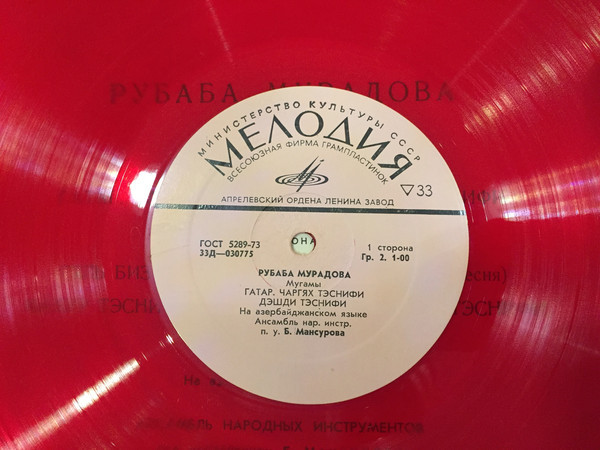 РУБАБА МУРАДОВА
МИНИСТЕРСТВО КУЛЬТУРЫ СССР
МЕЛОДИЯ
ВСЕСОЮЗНАЯ ФИРМА ГРАМПЛАСТИНОК
▽33
АПРЕЛЕВСКИЙ ОРДЕНА ЛЕНИНА ЗАВОД
ГОСТ 5289-73
33Д—030775
ОНА
1 сторона
Гр. 2. 1-00
РУБАБА МУРАДОВА
Мугамы
ГАТАР, ЧАРГЯХ ТЭСНИФИ
ДЭШДИ ТЭСНИФИ
На азербайджанском языке
Ансамбль нар. инстр.
п. у. Б. Мансурова
НАРОДНЫХ ИНСТРУМЕНТОВ